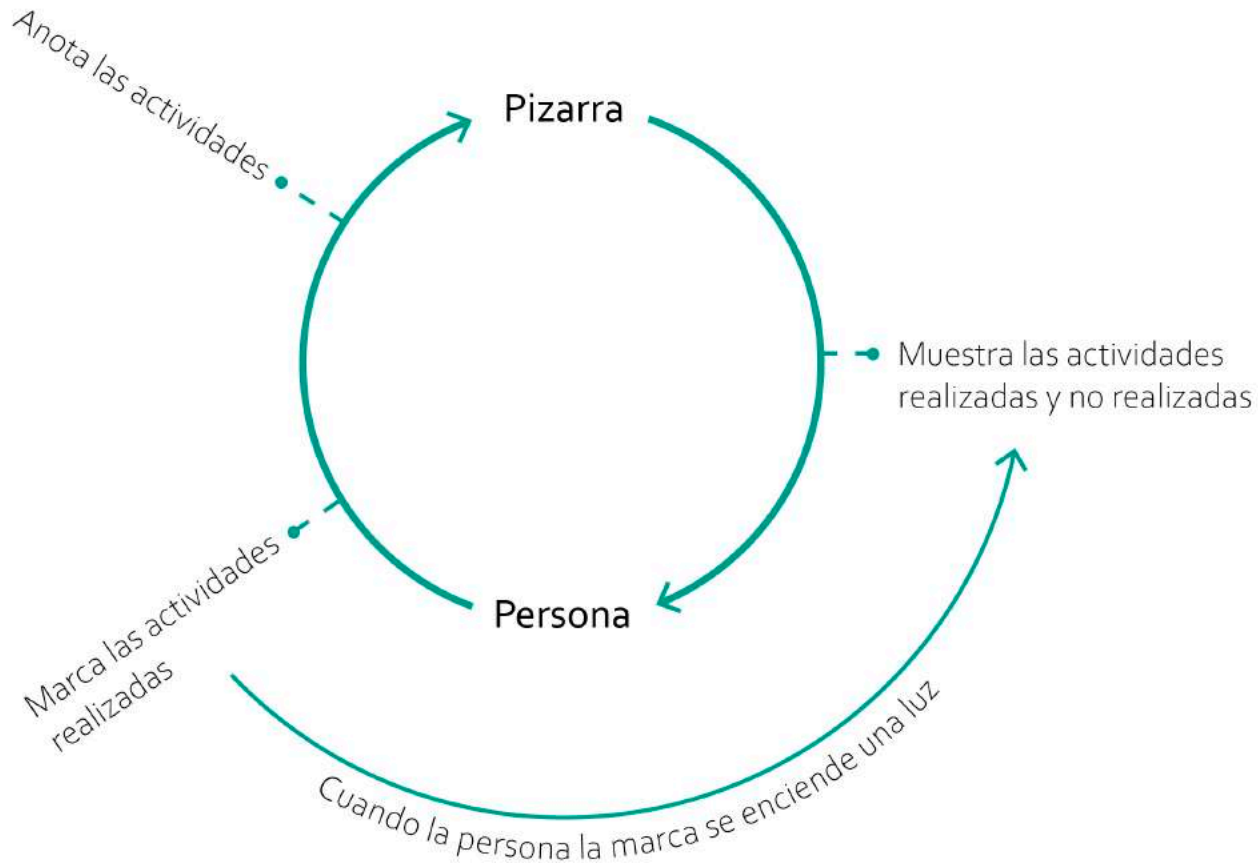 Anota las actividades
Pizarra
Muestra las actividades
realizadas y no realizadas
Marca las actividades
realizadas
Persona
Cuando la persona la marca se enciende una luz